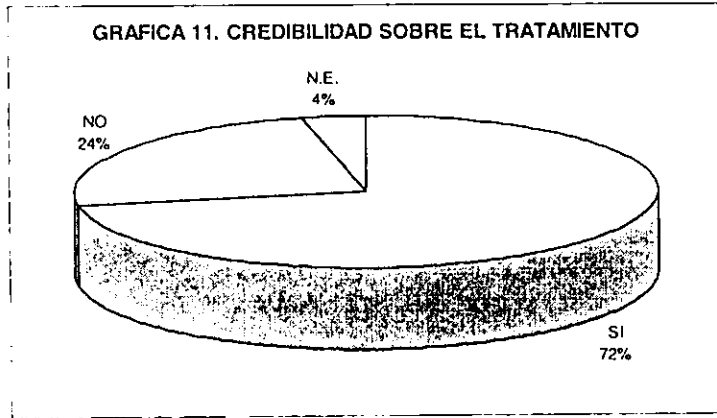 GRAFICA 11. CREDIBILIDAD SOBRE EL TRATAMIENTO
N.E.
4%
NO
24%
SI
72%